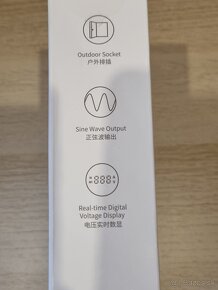 Outdoor Socket
户外排插
Sine Wave Output
正弦波输出
888
Real-time Digital
Voltage Display
电压实时数显